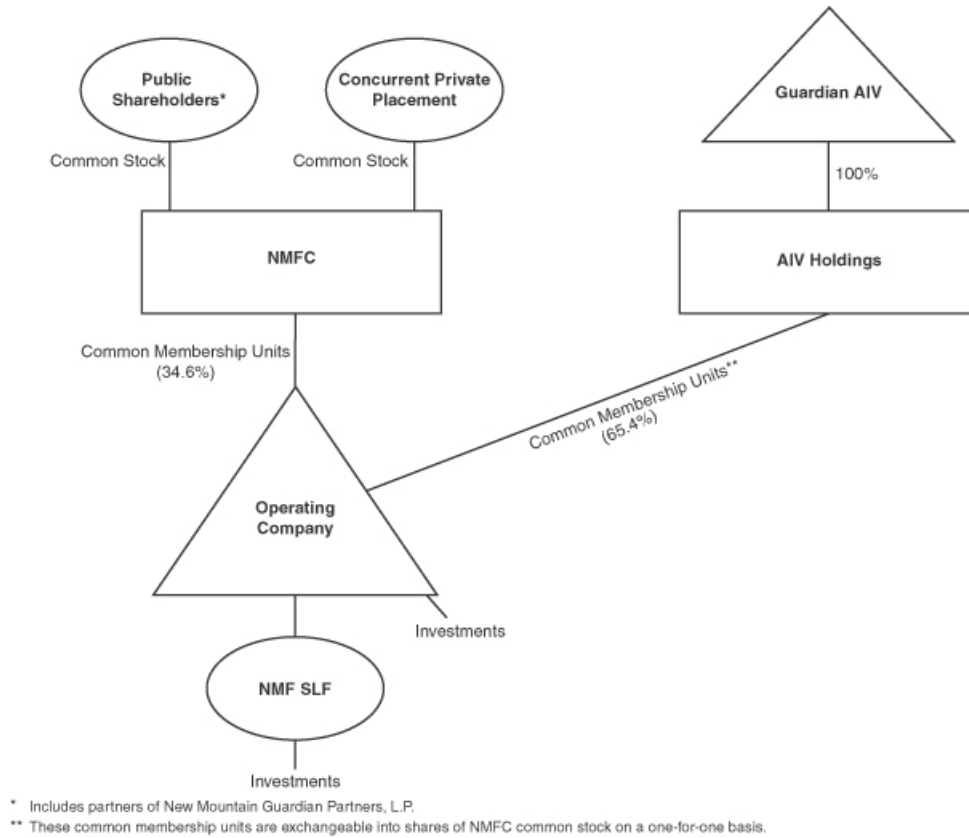 Public
Shareholders*
Concurrent Private
Placement
Guardian AIV
Common Stock
Common Stock
100%
NMFC
AIV Holdings
Common Membership Units
(34.6%)
Common Membership Units**
(65.4%)
Operating
Company
Investments
NMF SLF
Investments
* Includes partners of New Mountain Guardian Partners, L.P.
** These common membership units are exchangeable into shares of NMFC common stock on a one-for-one basis.